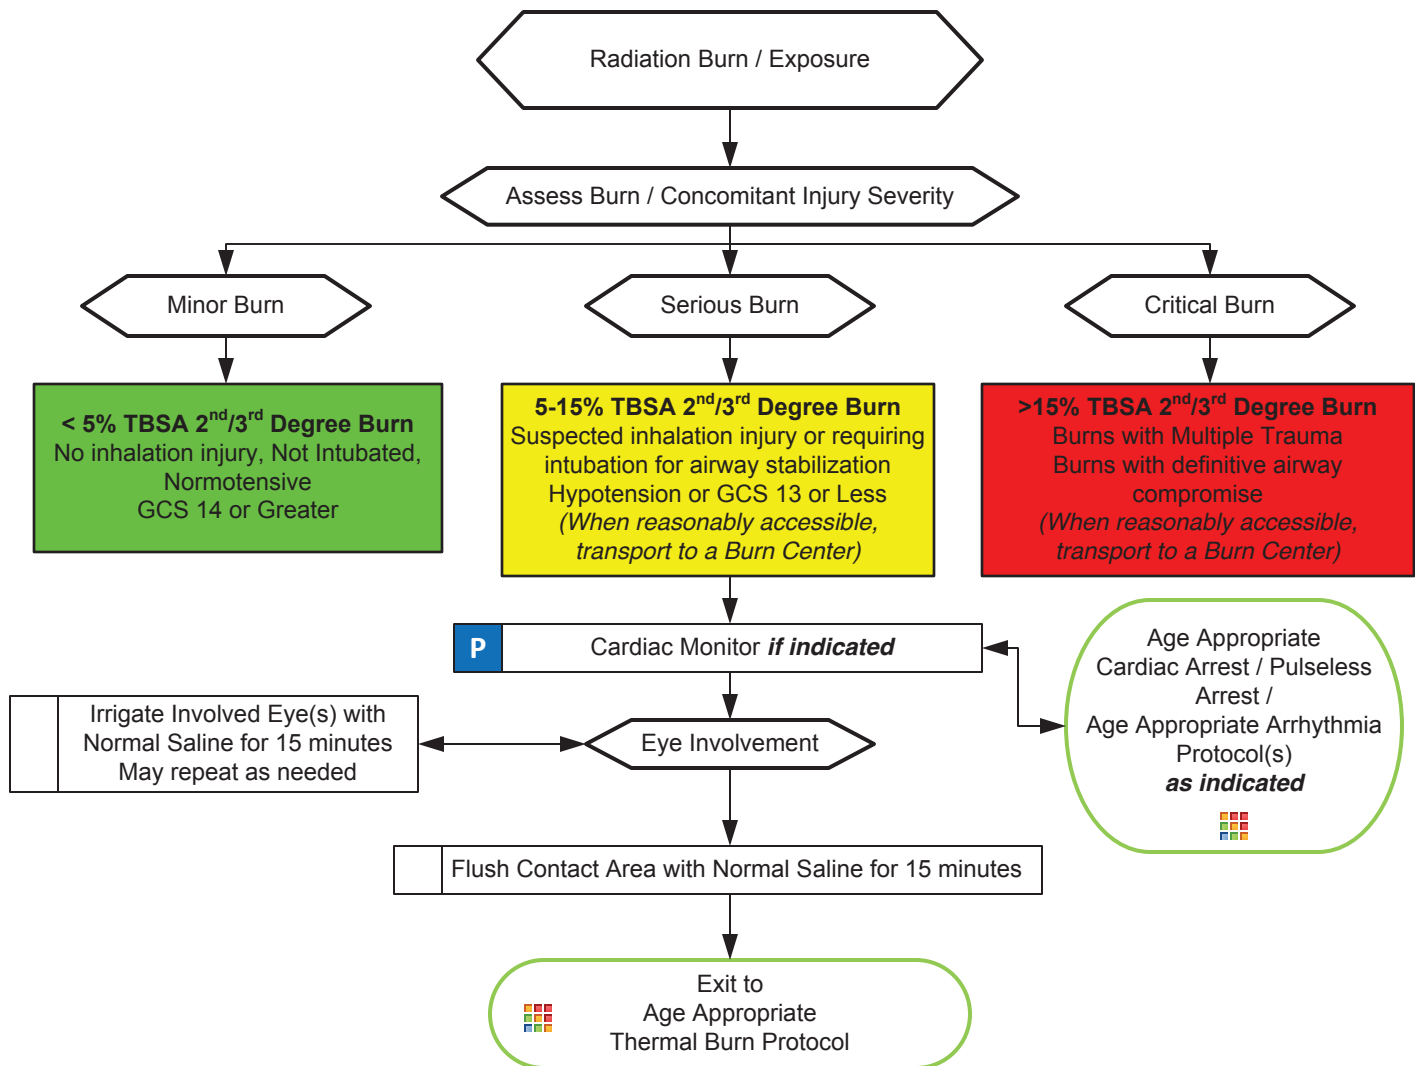 Radiation Burn / Exposure
Assess Burn / Concomitant Injury Severity
Minor Burn
Serious Burn
Critical Burn
< 5% TBSA 2nd/3rd Degree Burn
No inhalation injury, Not Intubated,
Normotensive
GCS 14 or Greater
5-15% TBSA 2nd/3rd Degree Burn
Suspected inhalation injury or requiring
intubation for airway stabilization
Hypotension or GCS 13 or Less
(When reasonably accessible,
transport to a Burn Center)
>15% TBSA 2nd/3rd Degree Burn
Burns with Multiple Trauma
Burns with definitive airway
compromise
(When reasonably accessible,
transport to a Burn Center)
P
Cardiac Monitor if indicated
Age Appropriate
Cardiac Arrest / Pulseless
Arrest /
Age Appropriate Arrhythmia
Protocol(s)
as indicated
Irrigate Involved Eye(s) with
Normal Saline for 15 minutes
May repeat as needed
Eye Involvement
Flush Contact Area with Normal Saline for 15 minutes
Exit to
Age Appropriate
Thermal Burn Protocol